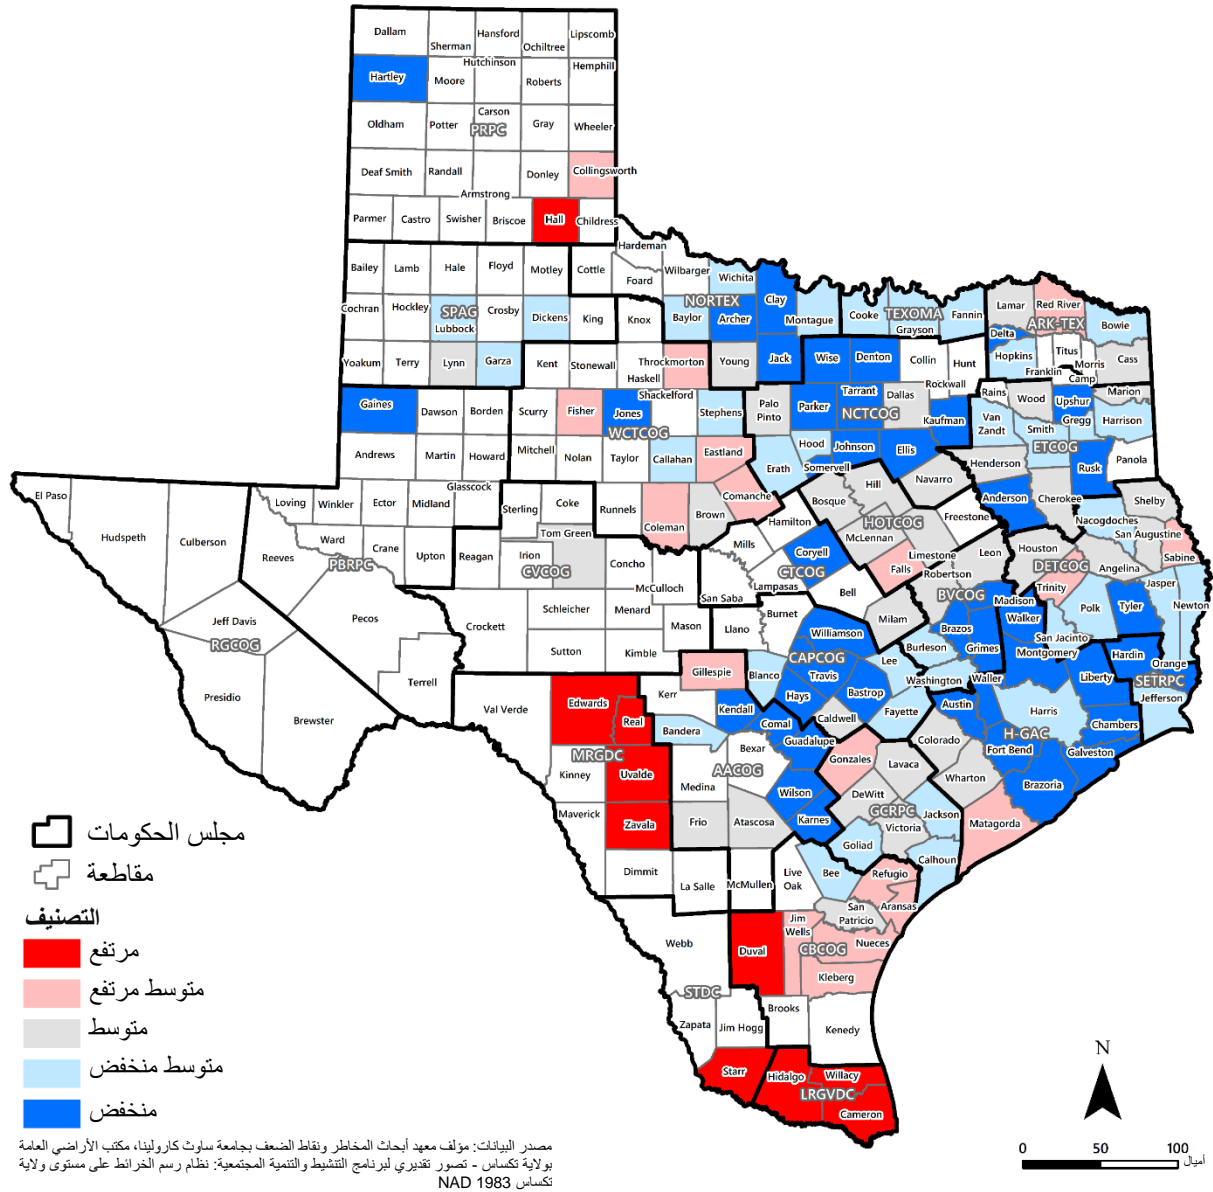 Dallam
Sherman
Hansford
Ochiltree
Lipscomb
Hartley
Moore
Hutchinson
Roberts
Hemphill
Oldham
Potter
Carson
PRPC
Gray
Wheeler
Deaf Smith
Randall
Armstrong
Donley
Collingsworth
Parmer
Castro
Swisher
Briscoe
Hall
Childress
Bailey
Lamb
Hale
Floyd
Motley
Cottle
Hardeman
Foard
Wilbarger
Wichita
Clay
Cochran
Hockley
SPAG
Lubbock
Crosby
Dickens
King
Knox
NORTEX
Baylor
Archer
Montague
Cooke
TEXOMA
Grayson
Fannin
Lamar
Red River
ARK-TEX
Bowie
Delta
Hopkins
Titus
Franklin
Morris
Camp
Cass
Yoakum
Terry
Lynn
Garza
Kent
Stonewall
Haskell
Throckmorton
Young
Jack
Wise
Denton
Collin
Hunt
Rockwall
Rains
Wood
Upshur
Marion
Gregg
Harrison
Gaines
Dawson
Borden
Scurry
Fisher
Jones
Shackelford
WCTCOG
Stephens
Palo
Pinto
Parker
Tarrant
NCTCOG
Dallas
Kaufman
Van
Zandt
Smith
ETCOG
Rusk
Panola
Andrews
Martin
Howard
Mitchell
Nolan
Taylor
Callahan
Eastland
Erath
Hood
Somervell
Johnson
Ellis
Navarro
Henderson
Anderson
Cherokee
Shelby
El Paso
Hudspeth
Culberson
Loving
Winkler
Ector
Midland
Glasscock
Sterling
Coke
Runnels
Coleman
Brown
Comanche
Bosque
Hill
HOTCOG
McLennan
Freestone
Limestone
Nacogdoches
San Augustine
Sabine
Reeves
Ward
PBRPC
Crane
Upton
Reagan
Irion
Tom Green
CVCOG
Concho
McCulloch
Mills
Hamilton
Coryell
CTCOG
Lampasas
San Saba
Bell
Falls
Robertson
Leon
BVCOG
Houston
DETCOG
Trinity
Angelina
Jasper
Newton
Jeff Davis
RGCOG
Pecos
Terrell
Crockett
Schleicher
Menard
Mason
Sutton
Kimble
Llano
Burnet
Williamson
Milam
Brazos
Madison
Walker
Grimes
San Jacinto
Polk
Tyler
Hardin
Orange
SETRPC
Jefferson
Presidio
Brewster
Val Verde
Edwards
Real
Kerr
Gillespie
Blanco
CAPCOG
Travis
Hays
Bastrop
Lee
Burleson
Washington
Waller
Montgomery
Liberty
Chambers
Kendall
Bandera
Comal
Guadalupe
Caldwell
Fayette
Austin
Harris
H-GAC
Fort Bend
Galveston
Brazoria
MRGDC
Kinney
Uvalde
Medina
Bexar
AACOG
Wilson
Gonzales
Lavaca
Colorado
Wharton
Matagorda
Maverick
Zavala
Frio
Atascosa
Karnes
DeWitt
GCRPC
Victoria
Jackson
Goliad
Calhoun
Dimmit
La Salle
McMullen
Live
Oak
Bee
Refugio
Aransas
San
Patricio
Webb
STDC
Duval
Jim
Wells
CBCOG
Nueces
Kleberg
Zapata
Jim Hogg
Brooks
Kenedy
Starr
Hidalgo
Willacy
LRGVDC
Cameron
مجلس الحكومات
مقاطعة
التصنيف
مرتفع
متوسط مرتفع
متوسط
متوسط منخفض
منخفض
N
0 50 100
أميال
مصدر البيانات: مؤلف معهد أبحاث المخاطر ونقاط الضعف بجامعة ساوث كارولينا، مكتب الأراضي العامة
بولاية تكساس - تصور تقديري لبرنامج التنشيط والتنمية المجتمعية: نظام رسم الخرائط على مستوى ولاية
تكساس NAD 1983